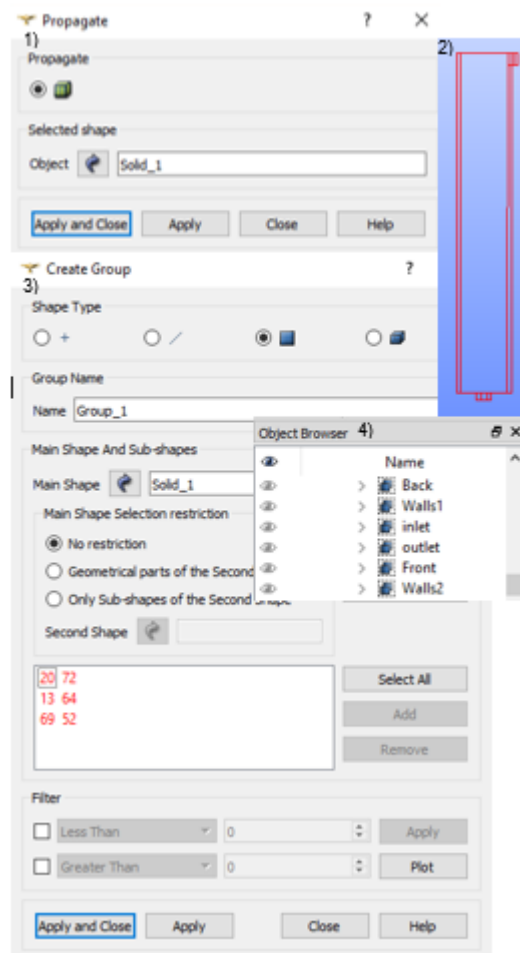 Propagate ? ×
1)
Propagate
Selected shape
Object Solid_1
Apply and Close Apply Close Help
2)
Create Group ?
3)
Shape Type
Group Name
Name Group_1
Main Shape And Sub-shapes
Main Shape Solid_1
Main Shape Selection restriction
No restriction
Geometrical parts of the Second
Only Sub-shapes of the Second Shape
Second Shape
20 72
13 64
69 52
Select All
Add
Remove
Filter
Less Than 0 Apply
Greater Than 0 Plot
Apply and Close Apply Close Help
Object Browser 4)
Name
Back
Walls1
inlet
outlet
Front
Walls2